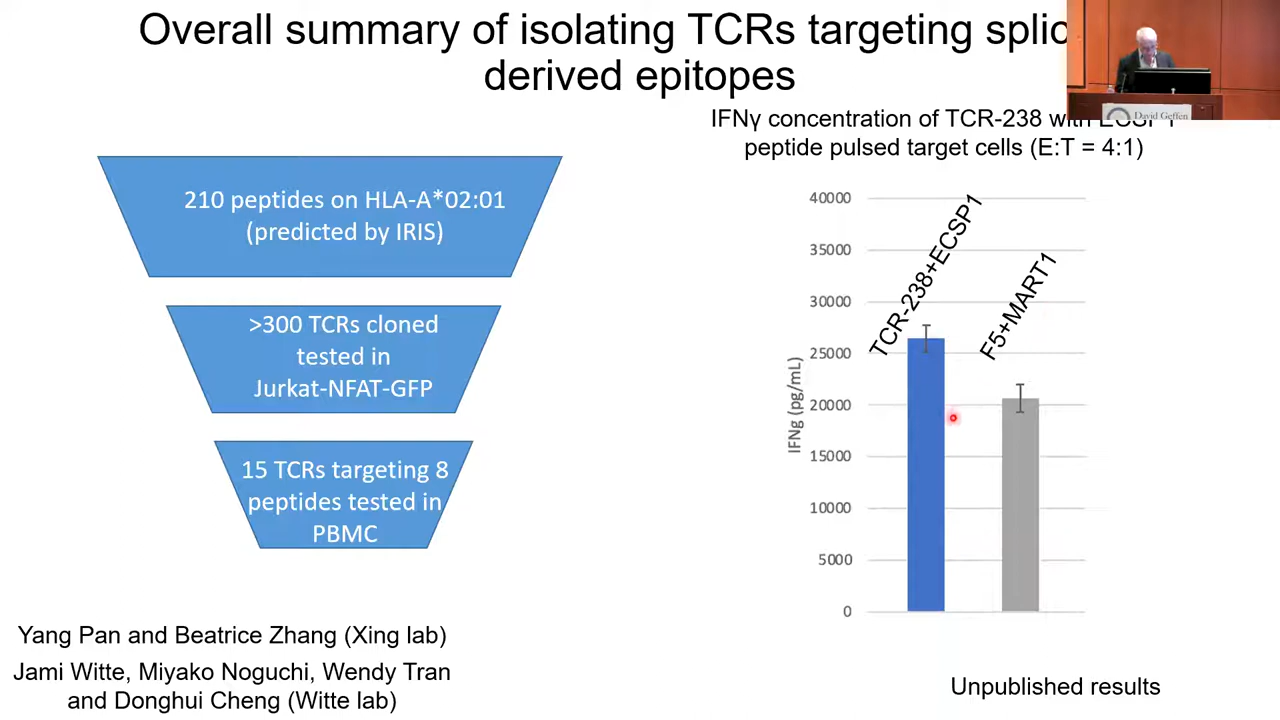 Overall summary of isolating TCRs targeting splic
derived epitopes
David Geffen
IFNγ concentration of TCR-238 with ECSP1
peptide pulsed target cells (E:T = 4:1)
210 peptides on HLA-A*02:01
(predicted by IRIS)
>300 TCRs cloned
tested in
Jurkat-NFAT-GFP
15 TCRs targeting 8
peptides tested in
PBMC
40000
35000
30000
25000
20000
15000
10000
5000
0
IFNg (pg/mL)
TCR-238+ECSP1
F5+MART1
Yang Pan and Beatrice Zhang (Xing lab)
Jami Witte, Miyako Noguchi, Wendy Tran
and Donghui Cheng (Witte lab)
Unpublished results